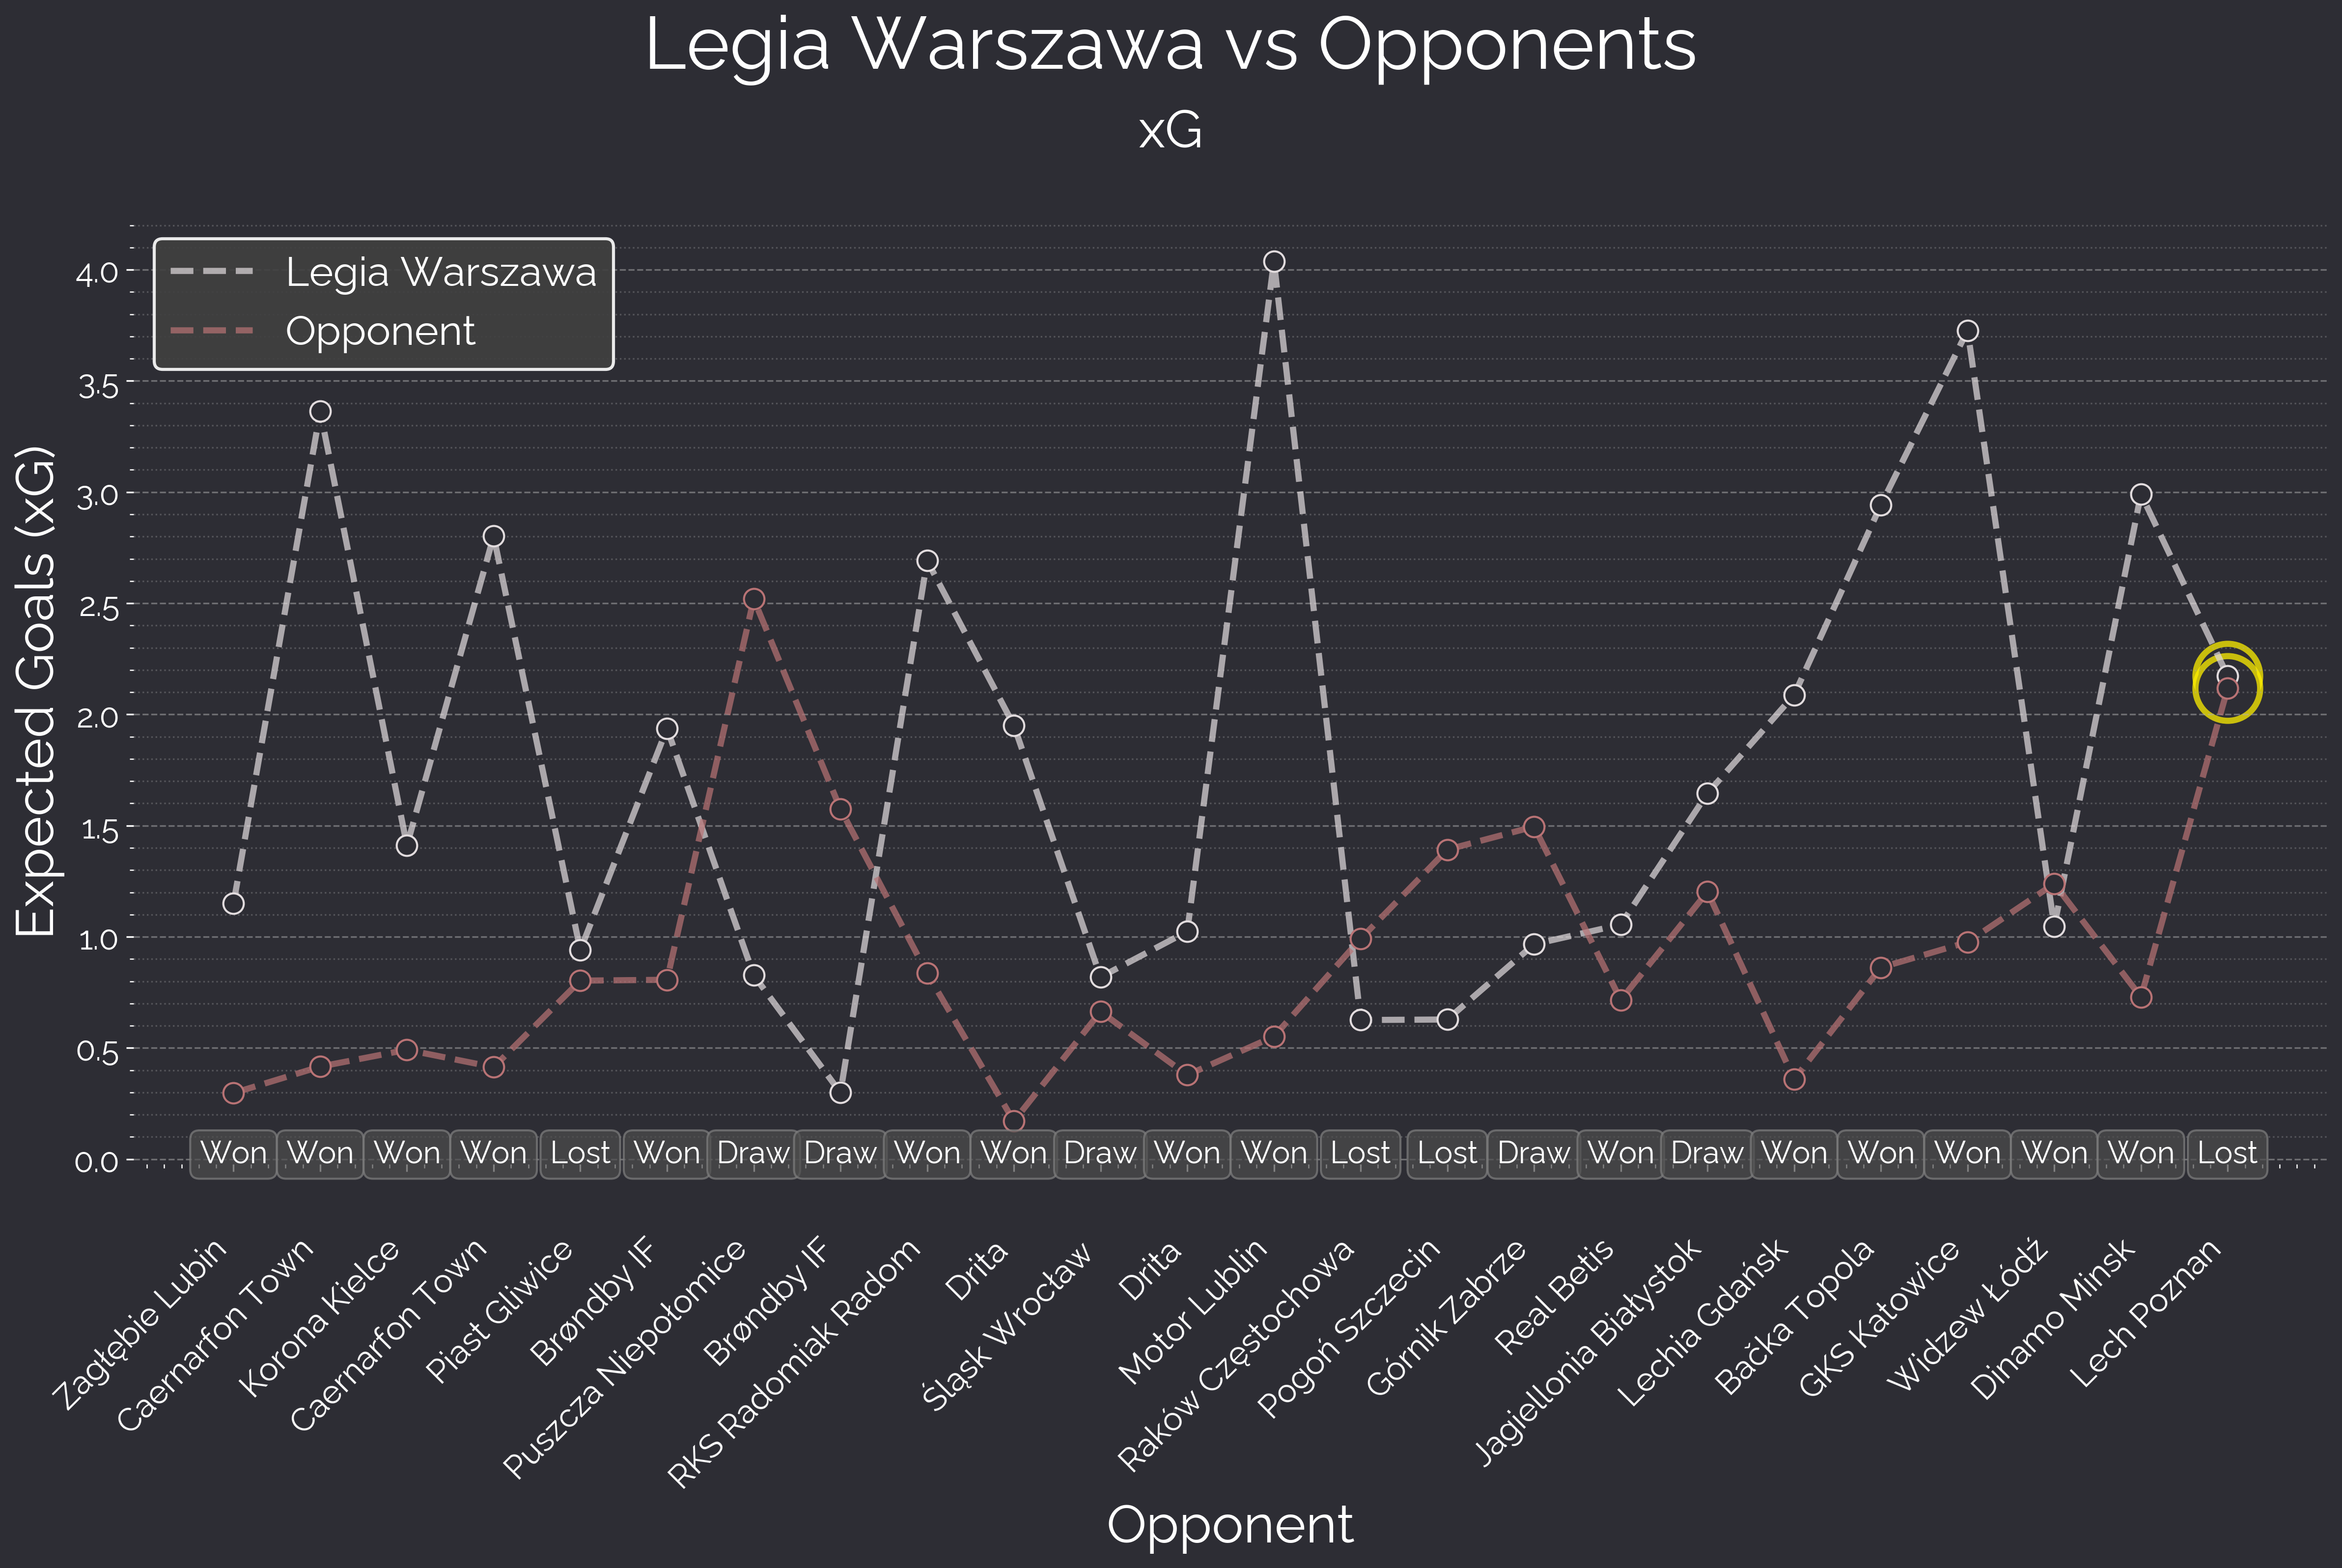 Legia Warszawa vs Opponents
xG
Legia Warszawa
Opponent
Expected Goals (xG)
4.0
3.5
3.0
2.5
2.0
1.5
1.0
0.5
0.0
Won Won Won Won Lost Won Draw Draw Won Won Draw Won Won Lost Lost Draw Won Draw Won Won Won Won Won Lost
Zagłębie Lubin
Caernarfon Town
Korona Kielce
Caernarfon Town
Piast Gliwice
Brøndby IF
Puszcza Niepołomice
Brøndby IF
RKS Radomiak Radom
Drita
Śląsk Wrocław
Drita
Motor Lublin
Raków Częstochowa
Pogoń Szczecin
Górnik Zabrze
Real Betis
Jagielllonia Białystok
Lechia Gdańsk
Bačka Topola
GKS Katowice
Widzew Łódź
Dinamo Minsk
Lech Poznan
Opponent